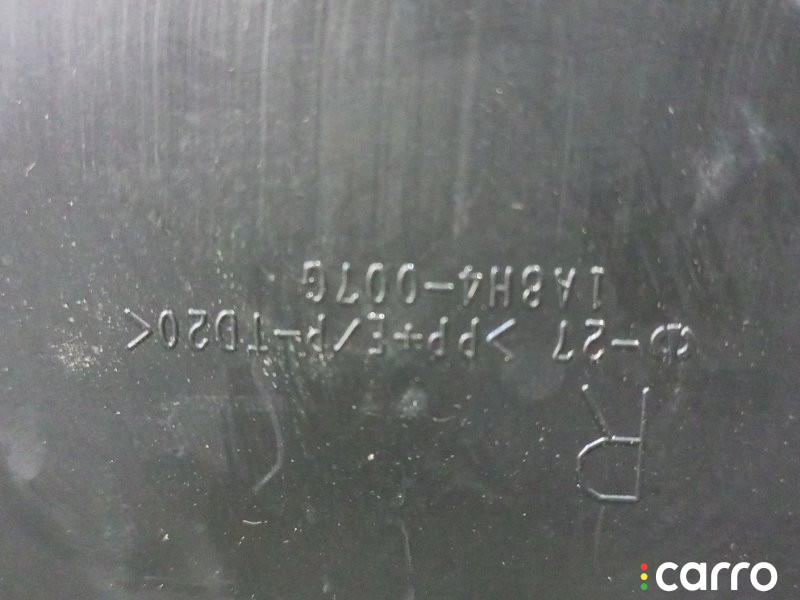 R
-27 >PP+E/P-TD20<
1A8H4-007G
carro